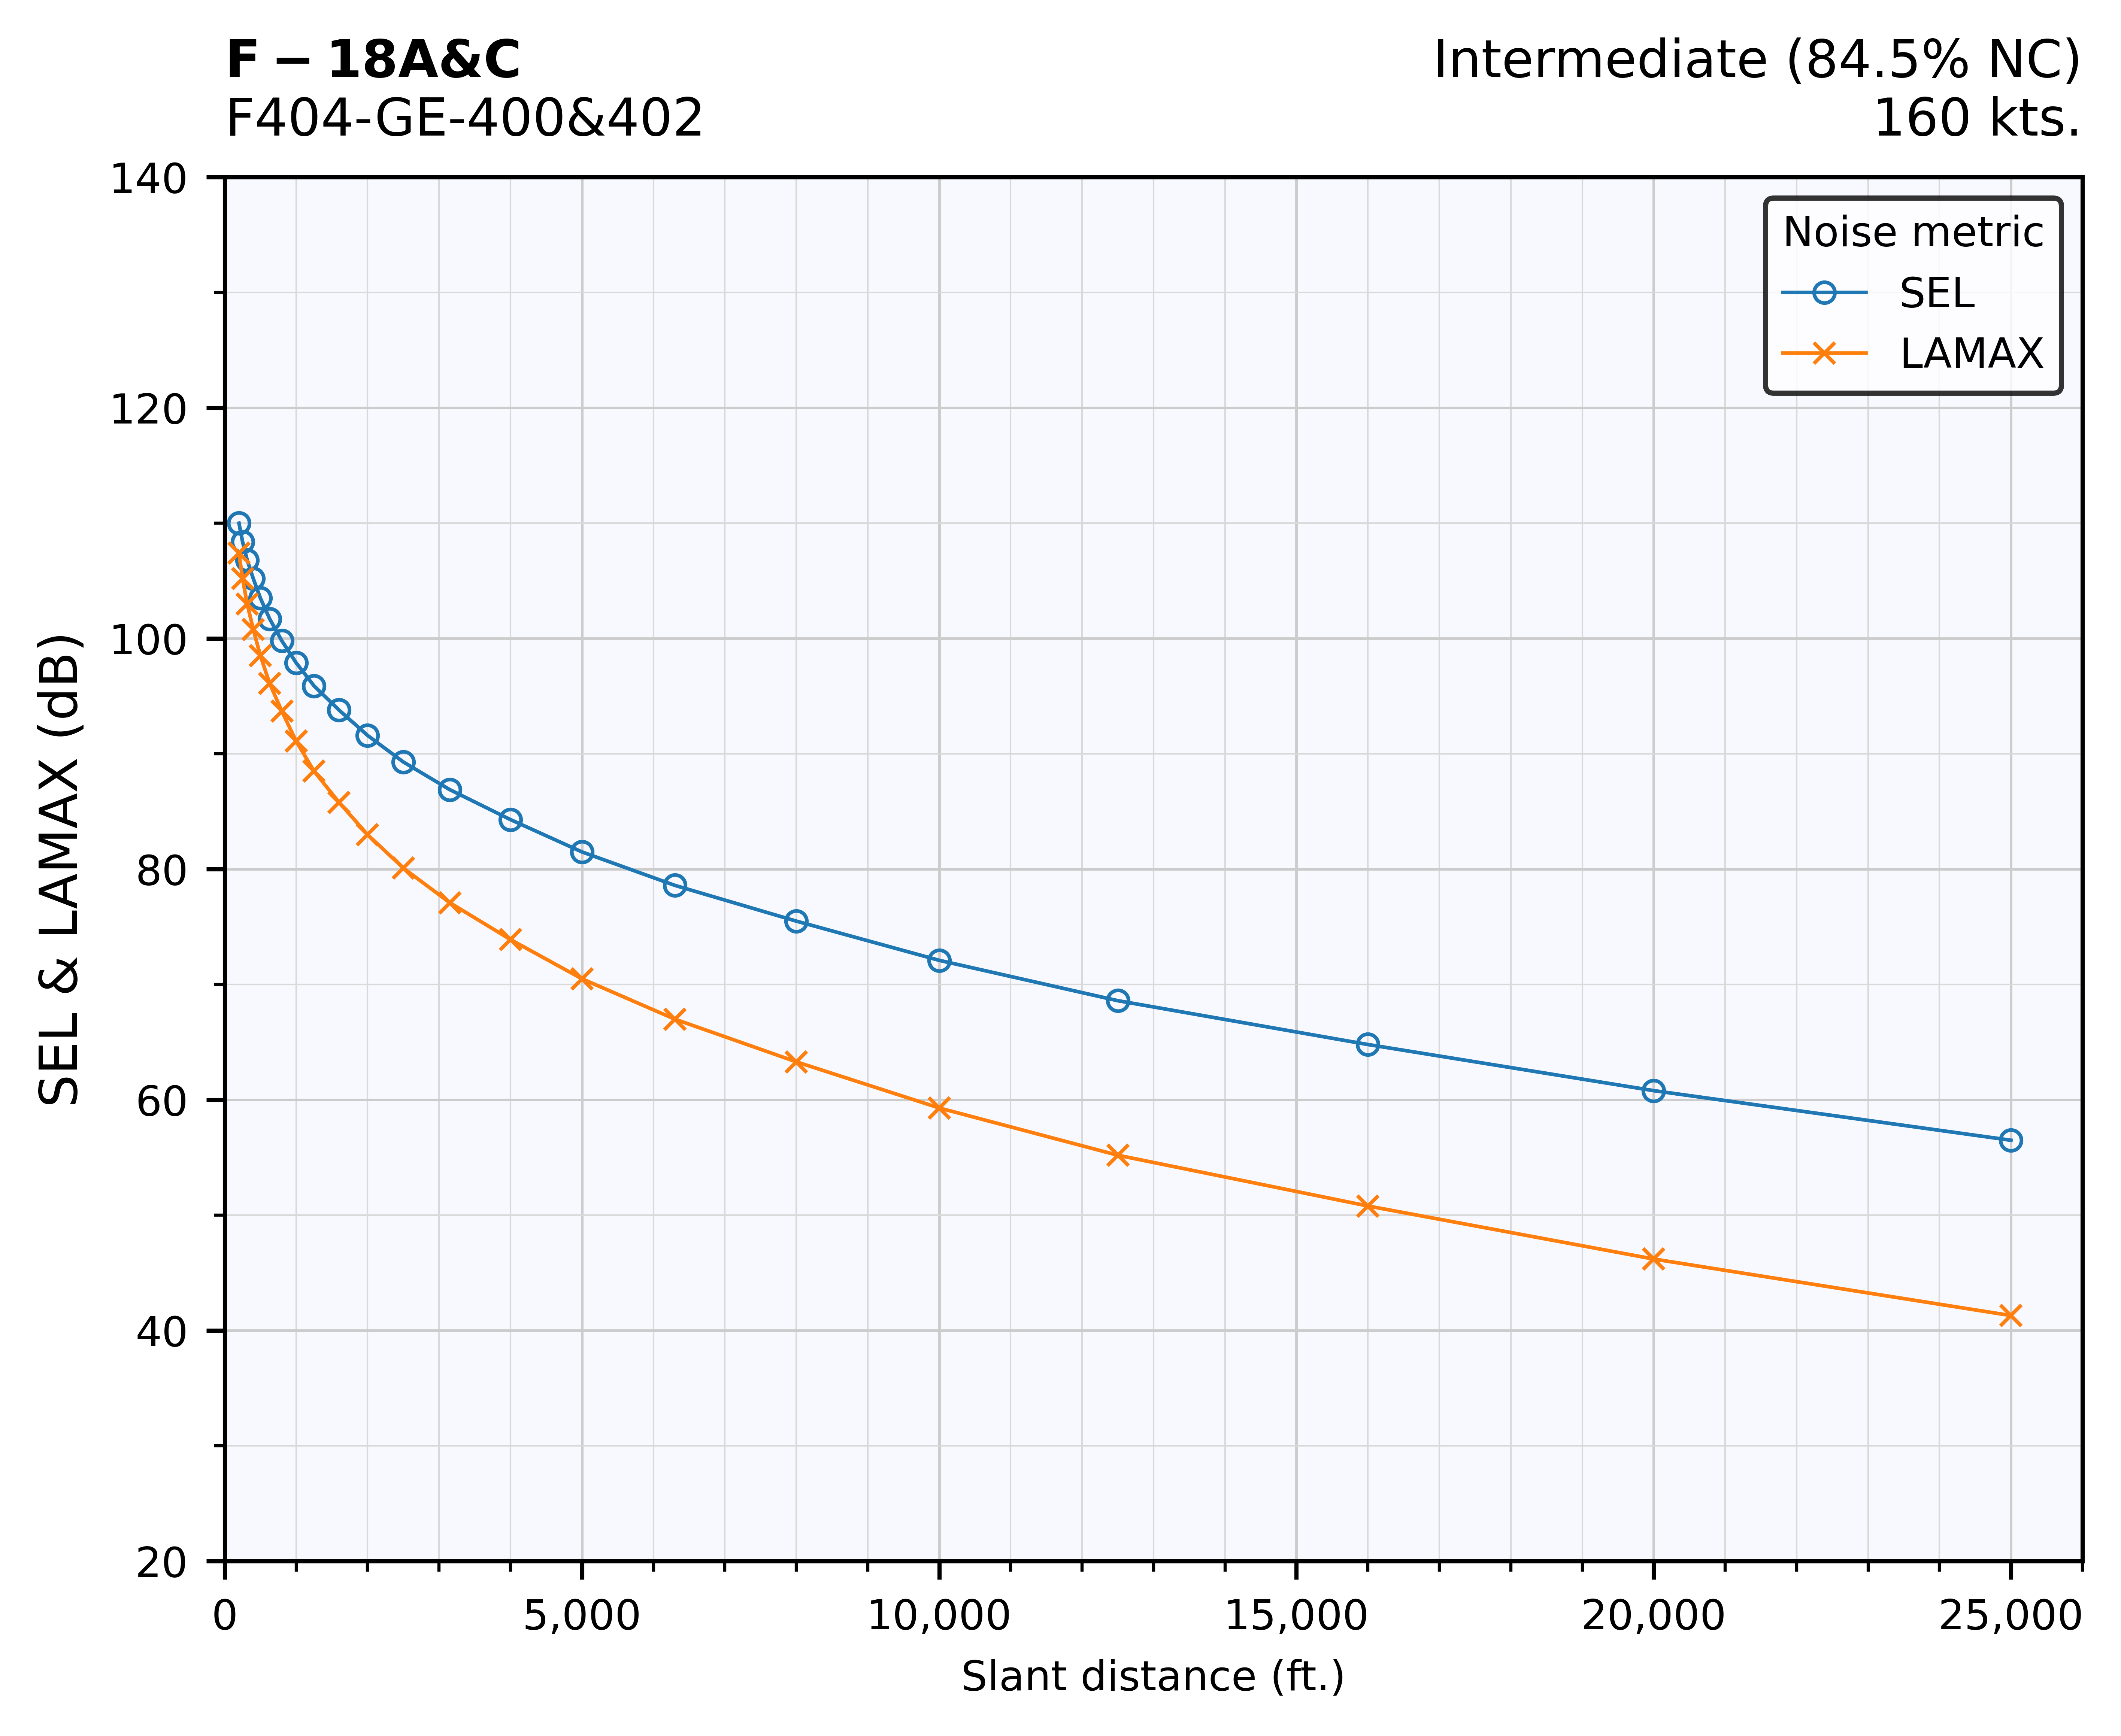 F − 18A&C
F404-GE-400&402
Intermediate (84.5% NC)
160 kts.
SEL & LAMAX (dB)
140
120
100
80
60
40
20
Noise metric
SEL
LAMAX
0
5,000
10,000
15,000
20,000
25,000
Slant distance (ft.)